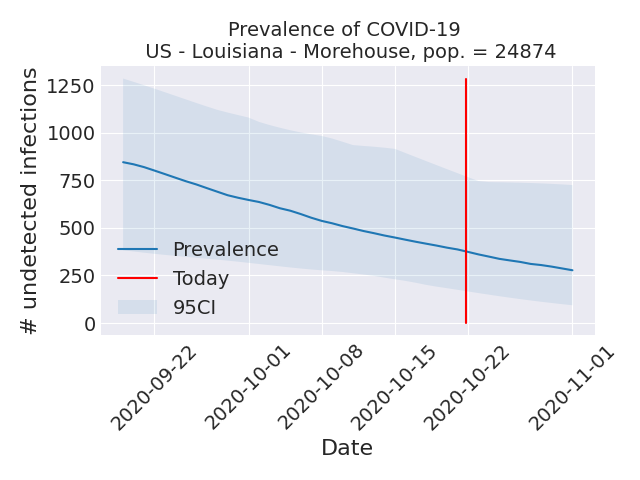 Prevalence of COVID-19
US - Louisiana - Morehouse, pop. = 24874
# undetected infections
1250
1000
750
500
250
0
Prevalence
Today
95CI
2020-09-22
2020-10-01
2020-10-08
2020-10-15
2020-10-22
2020-11-01
Date